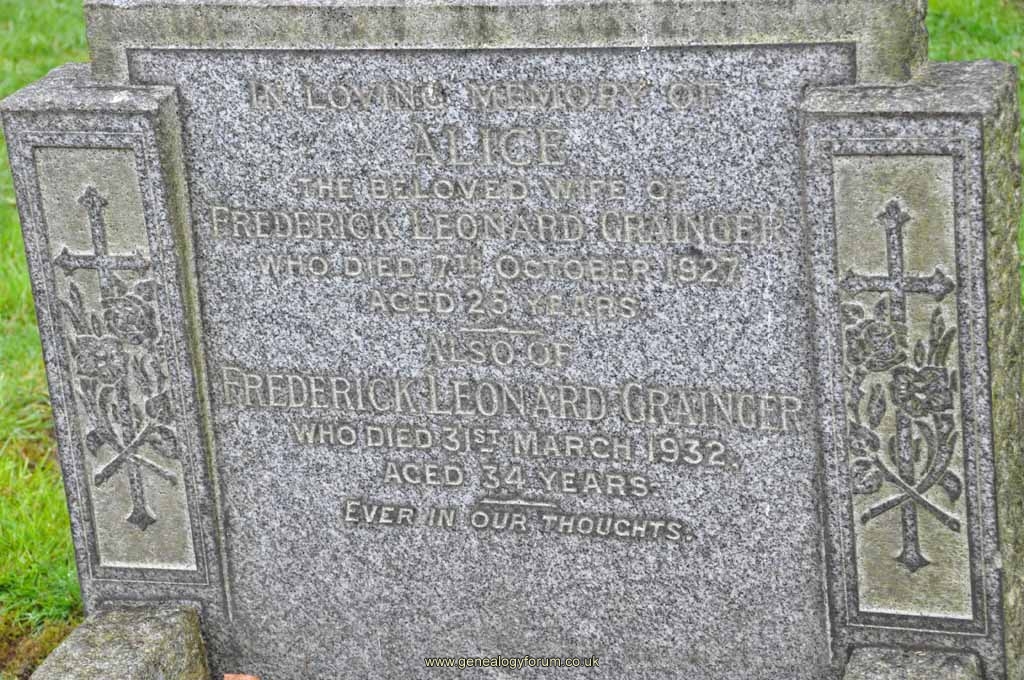 IN LOVING MEMORY OF
ALICE
THE BELOVED WIFE OF
FREDERICK LEONARD GRAINGER
WHO DIED 7TH OCTOBER 1927
AGED 25 YEARS.
ALSO OF
FREDERICK LEONARD GRAINGER
WHO DIED 31ST MARCH 1932.
AGED 34 YEARS.
EVER IN OUR THOUGHTS.
www.genealogyforum.co.uk